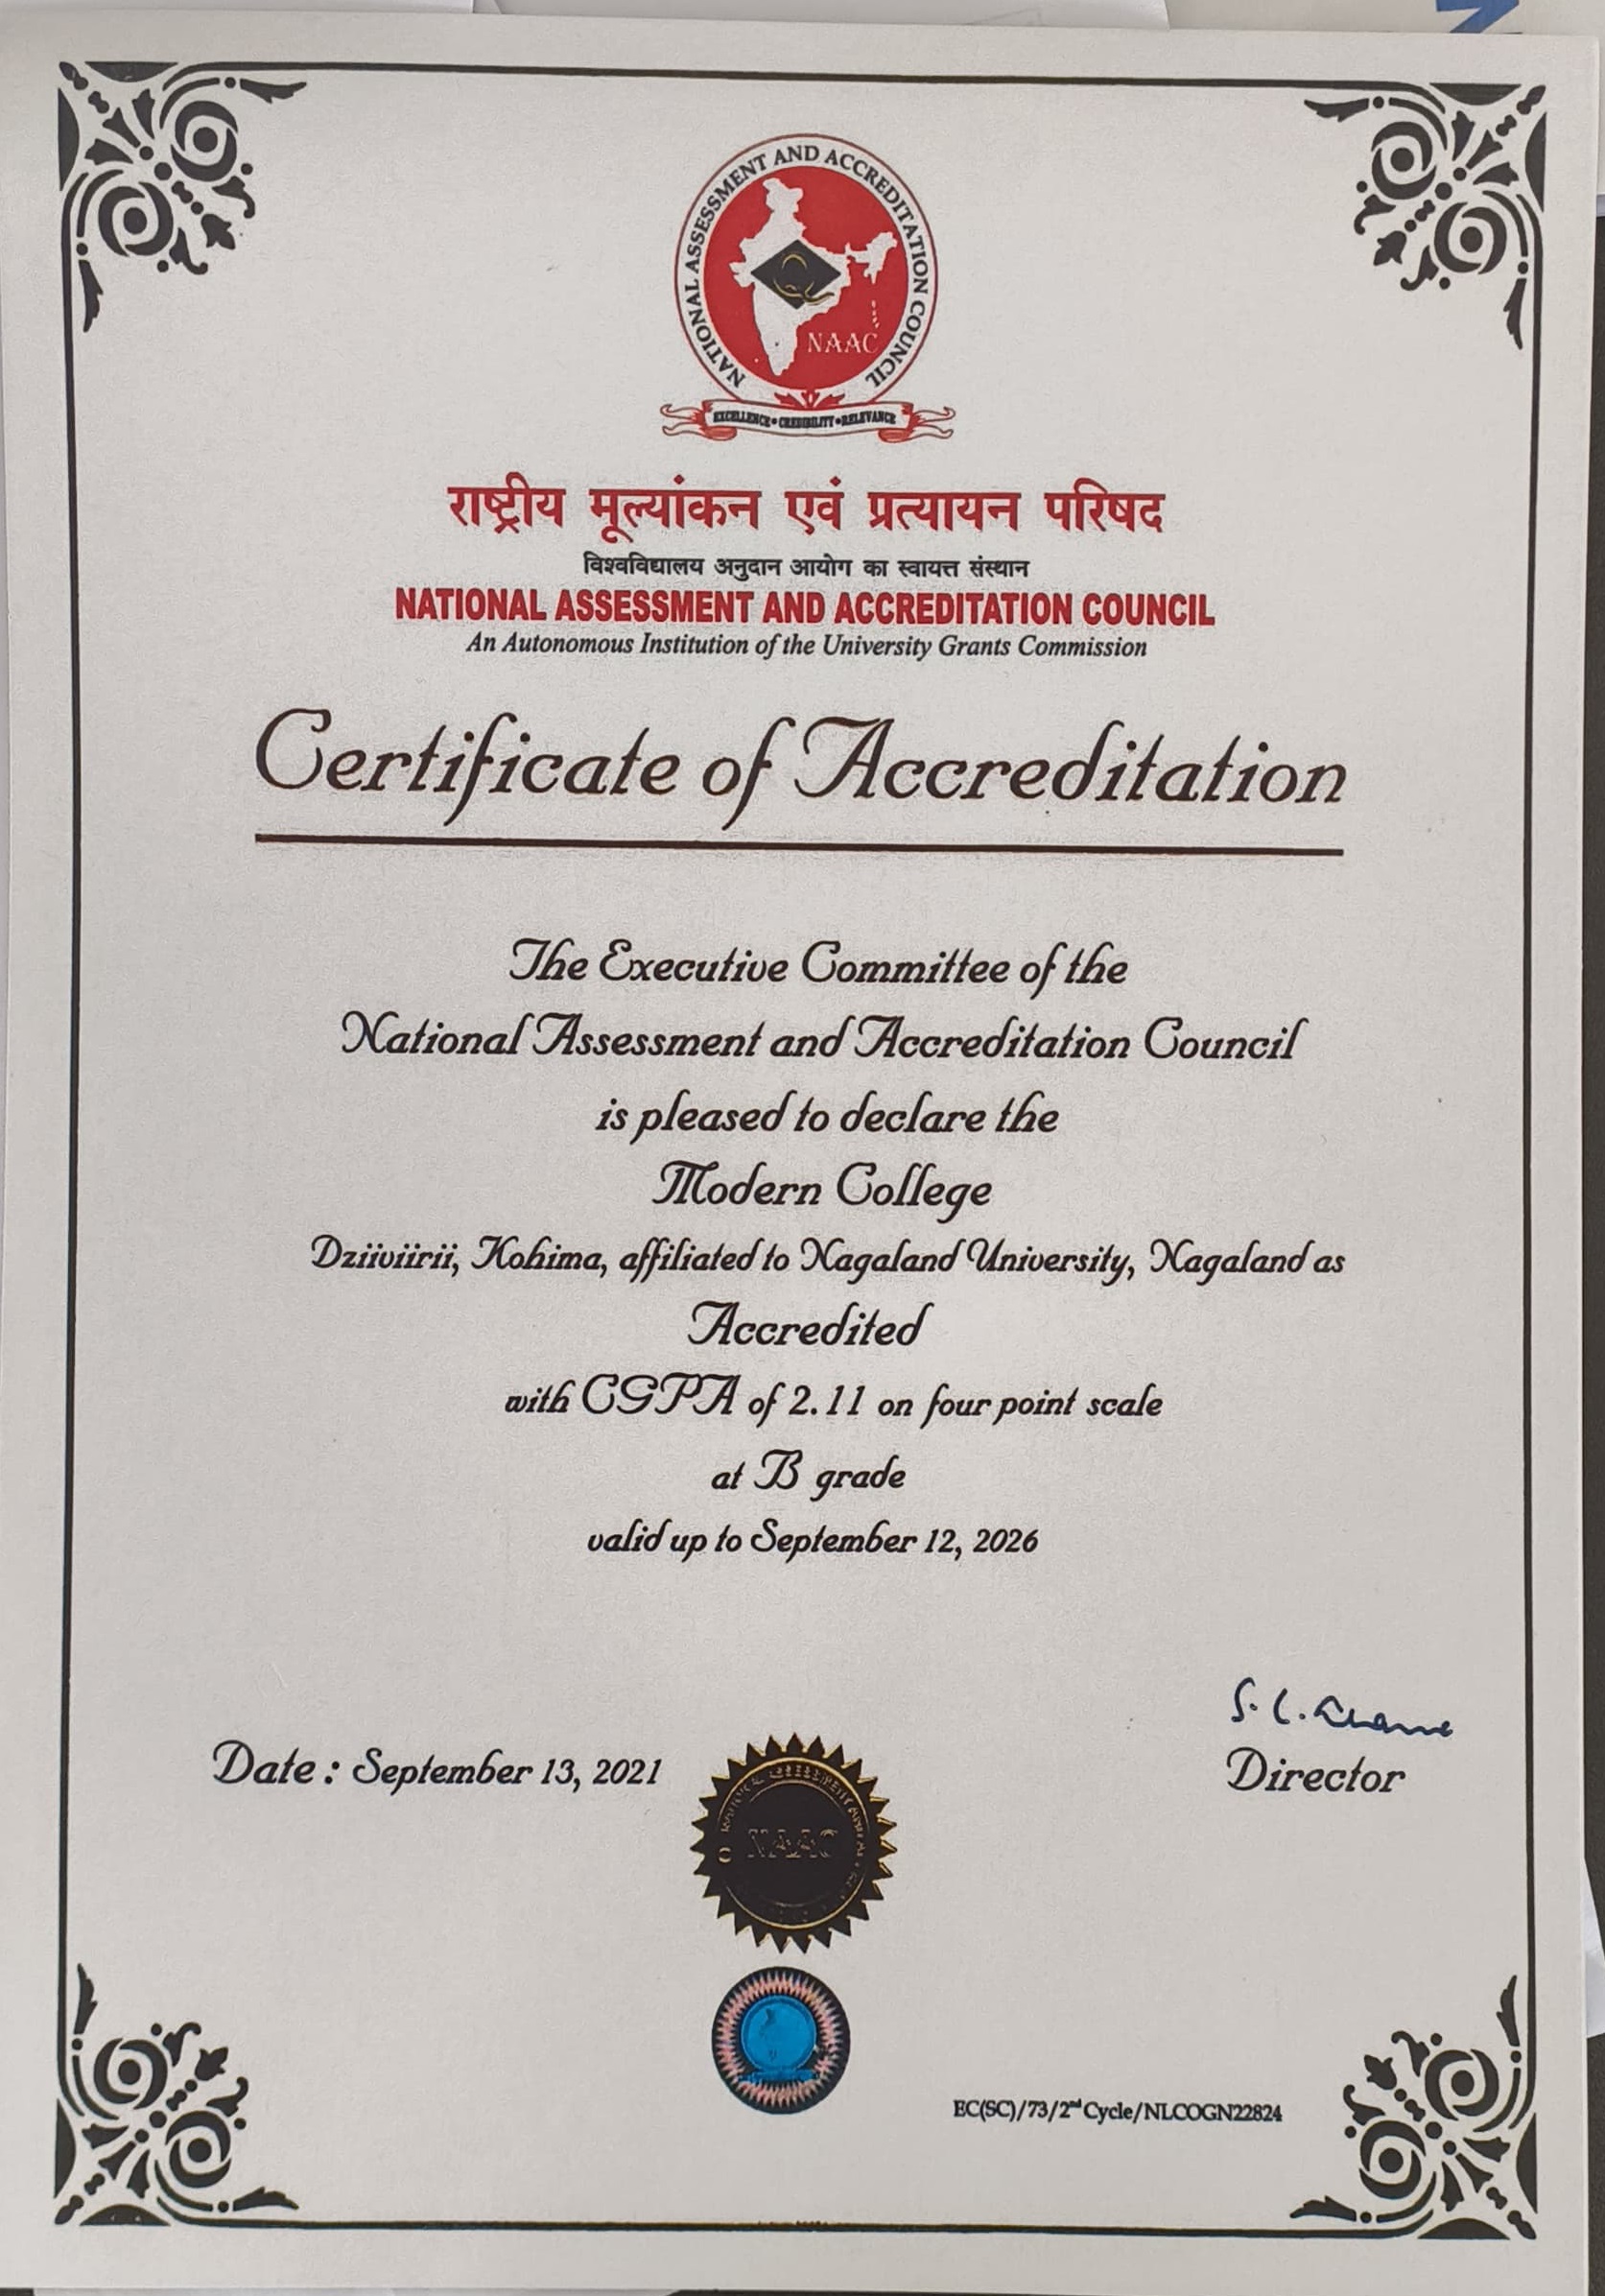 NATIONAL ASSESSMENT AND ACCREDITATION COUNCIL
NAAC
EXCELLENCE • CREDIBILITY • RELEVANCE
राष्ट्रीय मूल्यांकन एवं प्रत्यायन परिषद
विश्वविद्यालय अनुदान आयोग का स्वायत्त संस्थान
NATIONAL ASSESSMENT AND ACCREDITATION COUNCIL
An Autonomous Institution of the University Grants Commission
Certificate of Accreditation
The Executive Committee of the
National Assessment and Accreditation Council
is pleased to declare the
Modern College
Dziiviirii, Kohima, affiliated to Nagaland University, Nagaland as
Accredited
with CGPA of 2.11 on four point scale
at B grade
valid up to September 12, 2026
Date : September 13, 2021
Director
NAAC
EC(SC)/73/2nd Cycle/NLCOGN22824